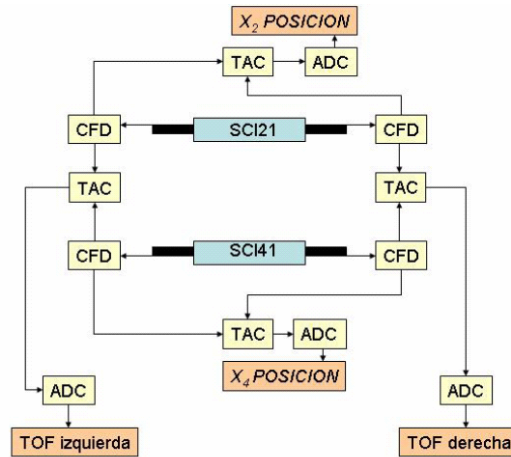 X2 POSICION
TAC
ADC
CFD
SCI21
CFD
TAC
TAC
CFD
SCI41
CFD
TAC
ADC
X4 POSICION
ADC
ADC
TOF izquierda
TOF derecha